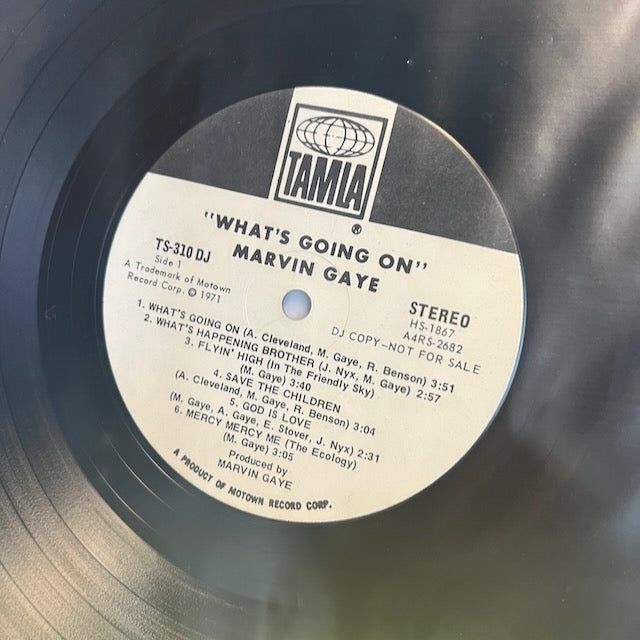 TAMLA
®
"WHAT'S GOING ON"
MARVIN GAYE
TS-310 DJ
Side 1
A Trademark of Motown
Record Corp. © 1971
STEREO
HS-1867
A4RS-2682
DJ COPY-NOT FOR SALE
1. WHAT'S GOING ON (A. Cleveland, M. Gaye, R. Benson) 3:51
2. WHAT'S HAPPENING BROTHER (J. Nyx, M. Gaye) 2:57
3. FLYIN' HIGH (In The Friendly Sky)
(M. Gaye) 3:40
4. SAVE THE CHILDREN
(A. Cleveland, M. Gaye, R. Benson) 3:04
5. GOD IS LOVE
(M. Gaye, A. Gaye, E. Stover, J. Nyx) 2:31
6. MERCY MERCY ME (The Ecology)
(M. Gaye) 3:05
Produced by
MARVIN GAYE
A PRODUCT OF MOTOWN RECORD CORP.